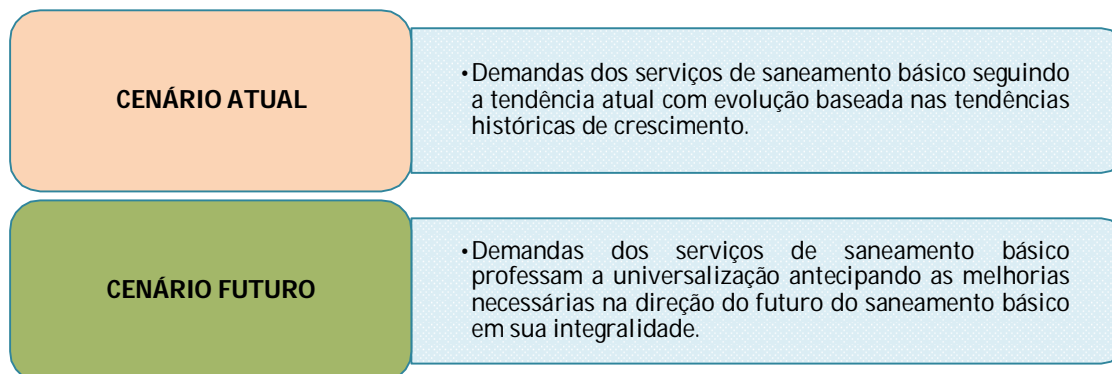 CENÁRIO ATUAL
•Demandas dos serviços de saneamento básico seguindo
a tendência atual com evolução baseada nas tendências
históricas de crescimento.
CENÁRIO FUTURO
•Demandas dos serviços de saneamento básico
professam a universalização antecipando as melhorias
necessárias na direção do futuro do saneamento básico
em sua integralidade.